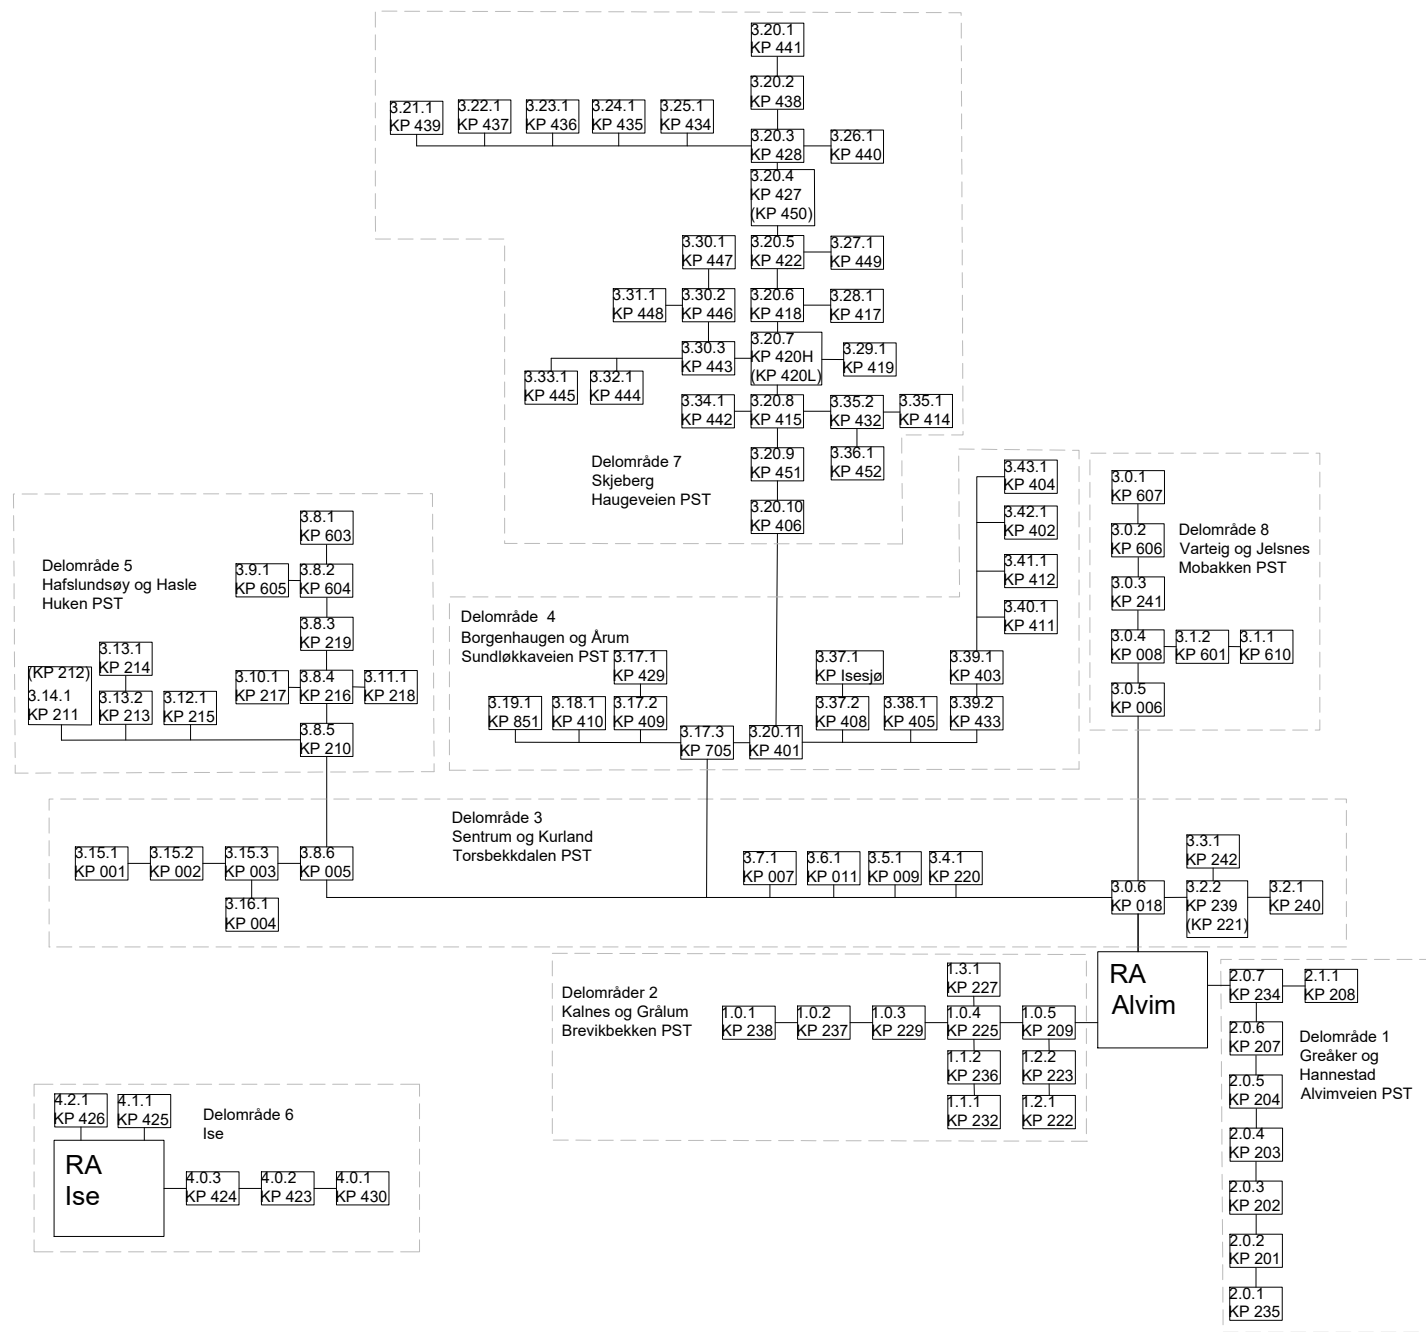 3.20.1
KP 441
3.20.2
KP 438
3.21.1
KP 439
3.22.1
KP 437
3.23.1
KP 436
3.24.1
KP 435
3.25.1
KP 434
3.20.3
KP 428
3.26.1
KP 440
3.20.4
KP 427
(KP 450)
3.30.1
KP 447
3.20.5
KP 422
3.27.1
KP 449
3.31.1
KP 448
3.30.2
KP 446
3.20.6
KP 418
3.28.1
KP 417
3.30.3
KP 443
3.20.7
KP 420H
(KP 420L)
3.29.1
KP 419
3.33.1
KP 445
3.32.1
KP 444
3.34.1
KP 442
3.20.8
KP 415
3.35.2
KP 432
3.35.1
KP 414
3.20.9
KP 451
3.36.1
KP 452
Delområde 7
Skjeberg
Haugeveien PST
3.20.10
KP 406
3.43.1
KP 404
3.42.1
KP 402
3.41.1
KP 412
3.40.1
KP 411
3.0.1
KP 607
3.0.2
KP 606
3.0.3
KP 241
Delområde 8
Varteig og Jelsnes
Mobakken PST
3.0.4
KP 008
3.1.2
KP 601
3.1.1
KP 610
3.0.5
KP 006
3.8.1
KP 603
Delområde 5
Hafslundsøy og Hasle
Huken PST
3.9.1
KP 605
3.8.2
KP 604
3.8.3
KP 219
3.13.1
KP 214
(KP 212)
3.14.1
KP 211
3.13.2
KP 213
3.12.1
KP 215
3.10.1
KP 217
3.8.4
KP 216
3.11.1
KP 218
3.8.5
KP 210
Delområde  4
Borgenhaugen og Årum
Sundløkkaveien PST
3.17.1
KP 429
3.37.1
KP Isesjø
3.39.1
KP 403
3.19.1
KP 851
3.18.1
KP 410
3.17.2
KP 409
3.37.2
KP 408
3.38.1
KP 405
3.39.2
KP 433
3.17.3
KP 705
3.20.11
KP 401
Delområde 3
Sentrum og Kurland
Torsbekkdalen PST
3.15.1
KP 001
3.15.2
KP 002
3.15.3
KP 003
3.8.6
KP 005
3.16.1
KP 004
3.7.1
KP 007
3.6.1
KP 011
3.5.1
KP 009
3.4.1
KP 220
3.3.1
KP 242
3.0.6
KP 018
3.2.2
KP 239
(KP 221)
3.2.1
KP 240
Delområder 2
Kalnes og Grålum
Brevikbekken PST
1.3.1
KP 227
1.0.1
KP 238
1.0.2
KP 237
1.0.3
KP 229
1.0.4
KP 225
1.0.5
KP 209
1.1.2
KP 236
1.2.2
KP 223
1.1.1
KP 232
1.2.1
KP 222
RA
Alvim
2.0.7
KP 234
2.1.1
KP 208
2.0.6
KP 207
Delområde 1
Greåker og
Hannestad
Alvimveien PST
2.0.5
KP 204
2.0.4
KP 203
2.0.3
KP 202
2.0.2
KP 201
2.0.1
KP 235
4.2.1
KP 426
4.1.1
KP 425
Delområde 6
Ise
RA
Ise
4.0.3
KP 424
4.0.2
KP 423
4.0.1
KP 430